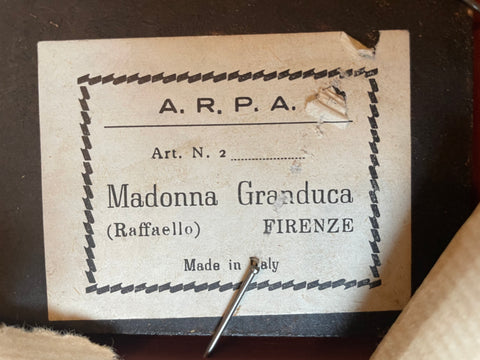 A. R. P. A.
Art. N. 2 ....................
Madonna Granduca
(Raffaello) FIRENZE
Made in Italy